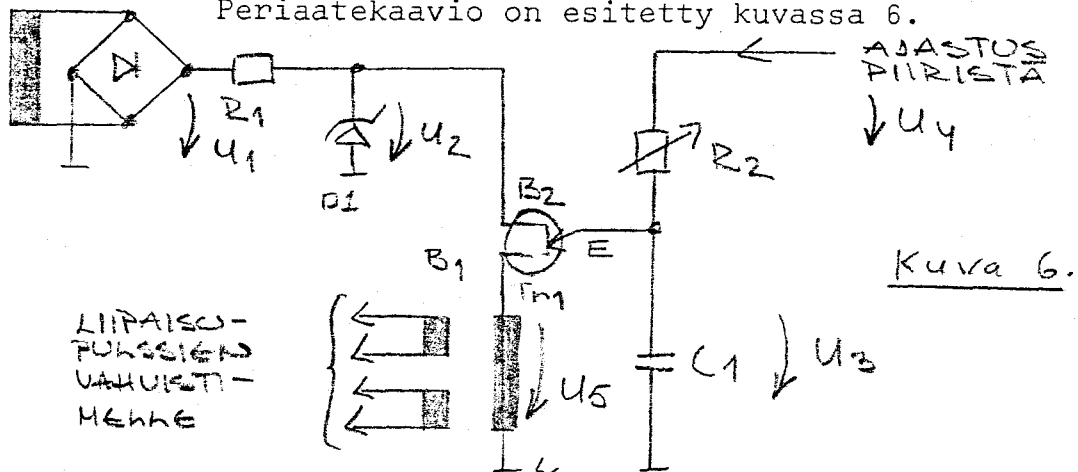 Periaatekaavio on esitetty kuvassa 6.
AJASTUS
PIIRISTÄ
R1
U1
U2
D1
U4
R2
B2
E
B1
Tn1
Kuva 6.
LIIPAISU-
PULSSIEN
VAHVISTI-
MELLE
U5
C1
U3